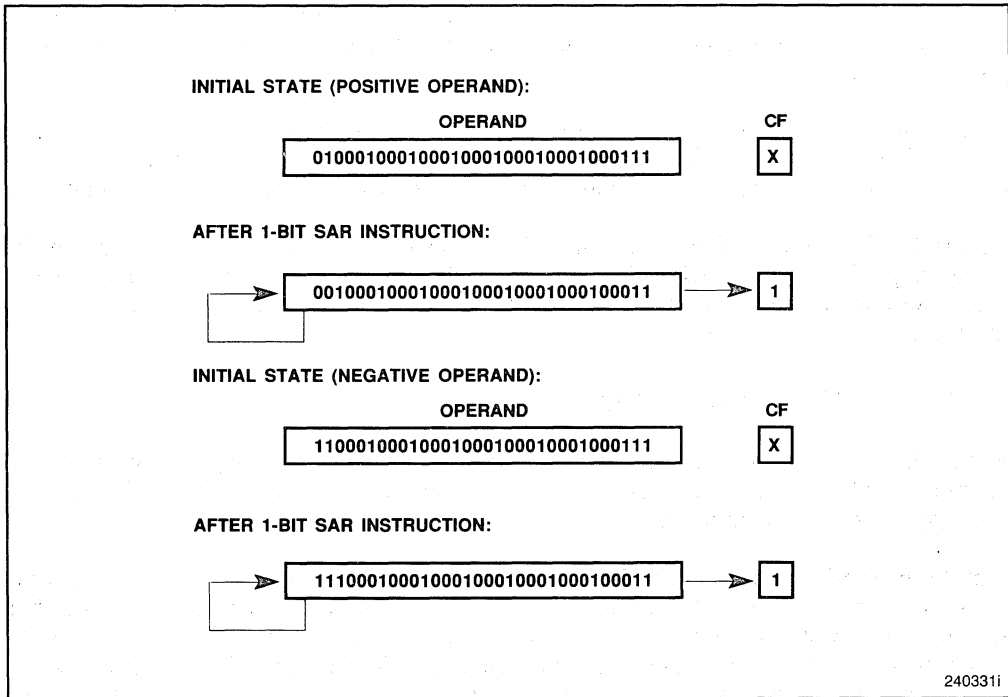 INITIAL STATE (POSITIVE OPERAND):
OPERAND CF
01000100010001000100010001000111 X
AFTER 1-BIT SAR INSTRUCTION:
00100010001000100010001000100011 1
INITIAL STATE (NEGATIVE OPERAND):
OPERAND CF
11000100010001000100010001000111 X
AFTER 1-BIT SAR INSTRUCTION:
11100010001000100010001000100011 1
240331i